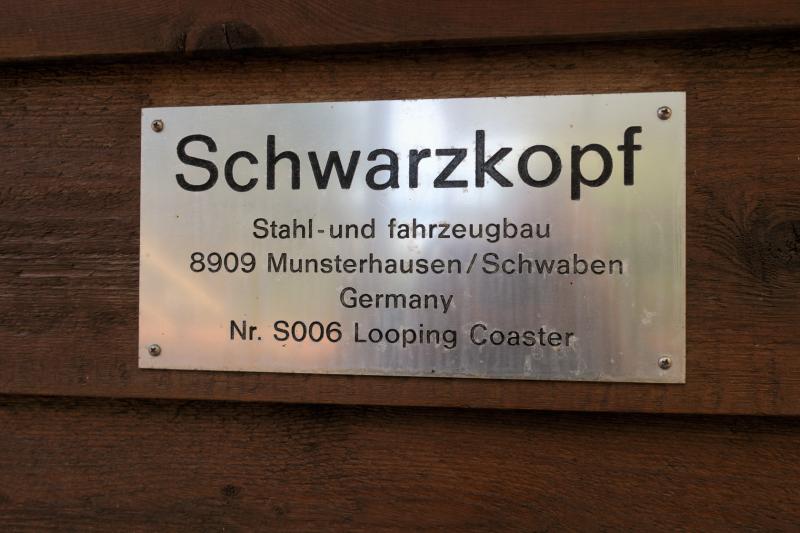 Schwarzkopf
Stahl-und fahrzeugbau
8909 Munsterhausen/Schwaben
Germany
Nr. S006 Looping Coaster